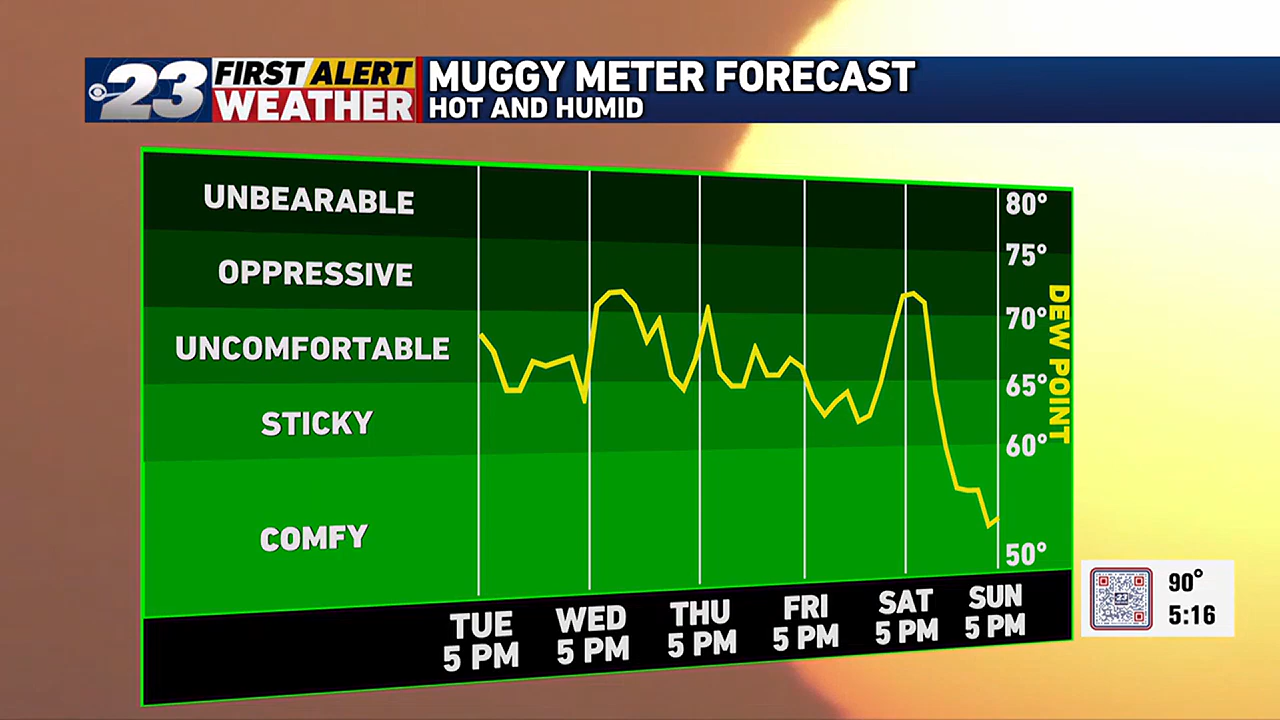 23 FIRST ALERT
WEATHER
MUGGY METER FORECAST
HOT AND HUMID
UNBEARABLE
OPPRESSIVE
UNCOMFORTABLE
STICKY
COMFY
80°
75°
70°
65°
60°
50°
DEW POINT
TUE
5 PM
WED
5 PM
THU
5 PM
FRI
5 PM
SAT
5 PM
SUN
5 PM
23
90°
5:16